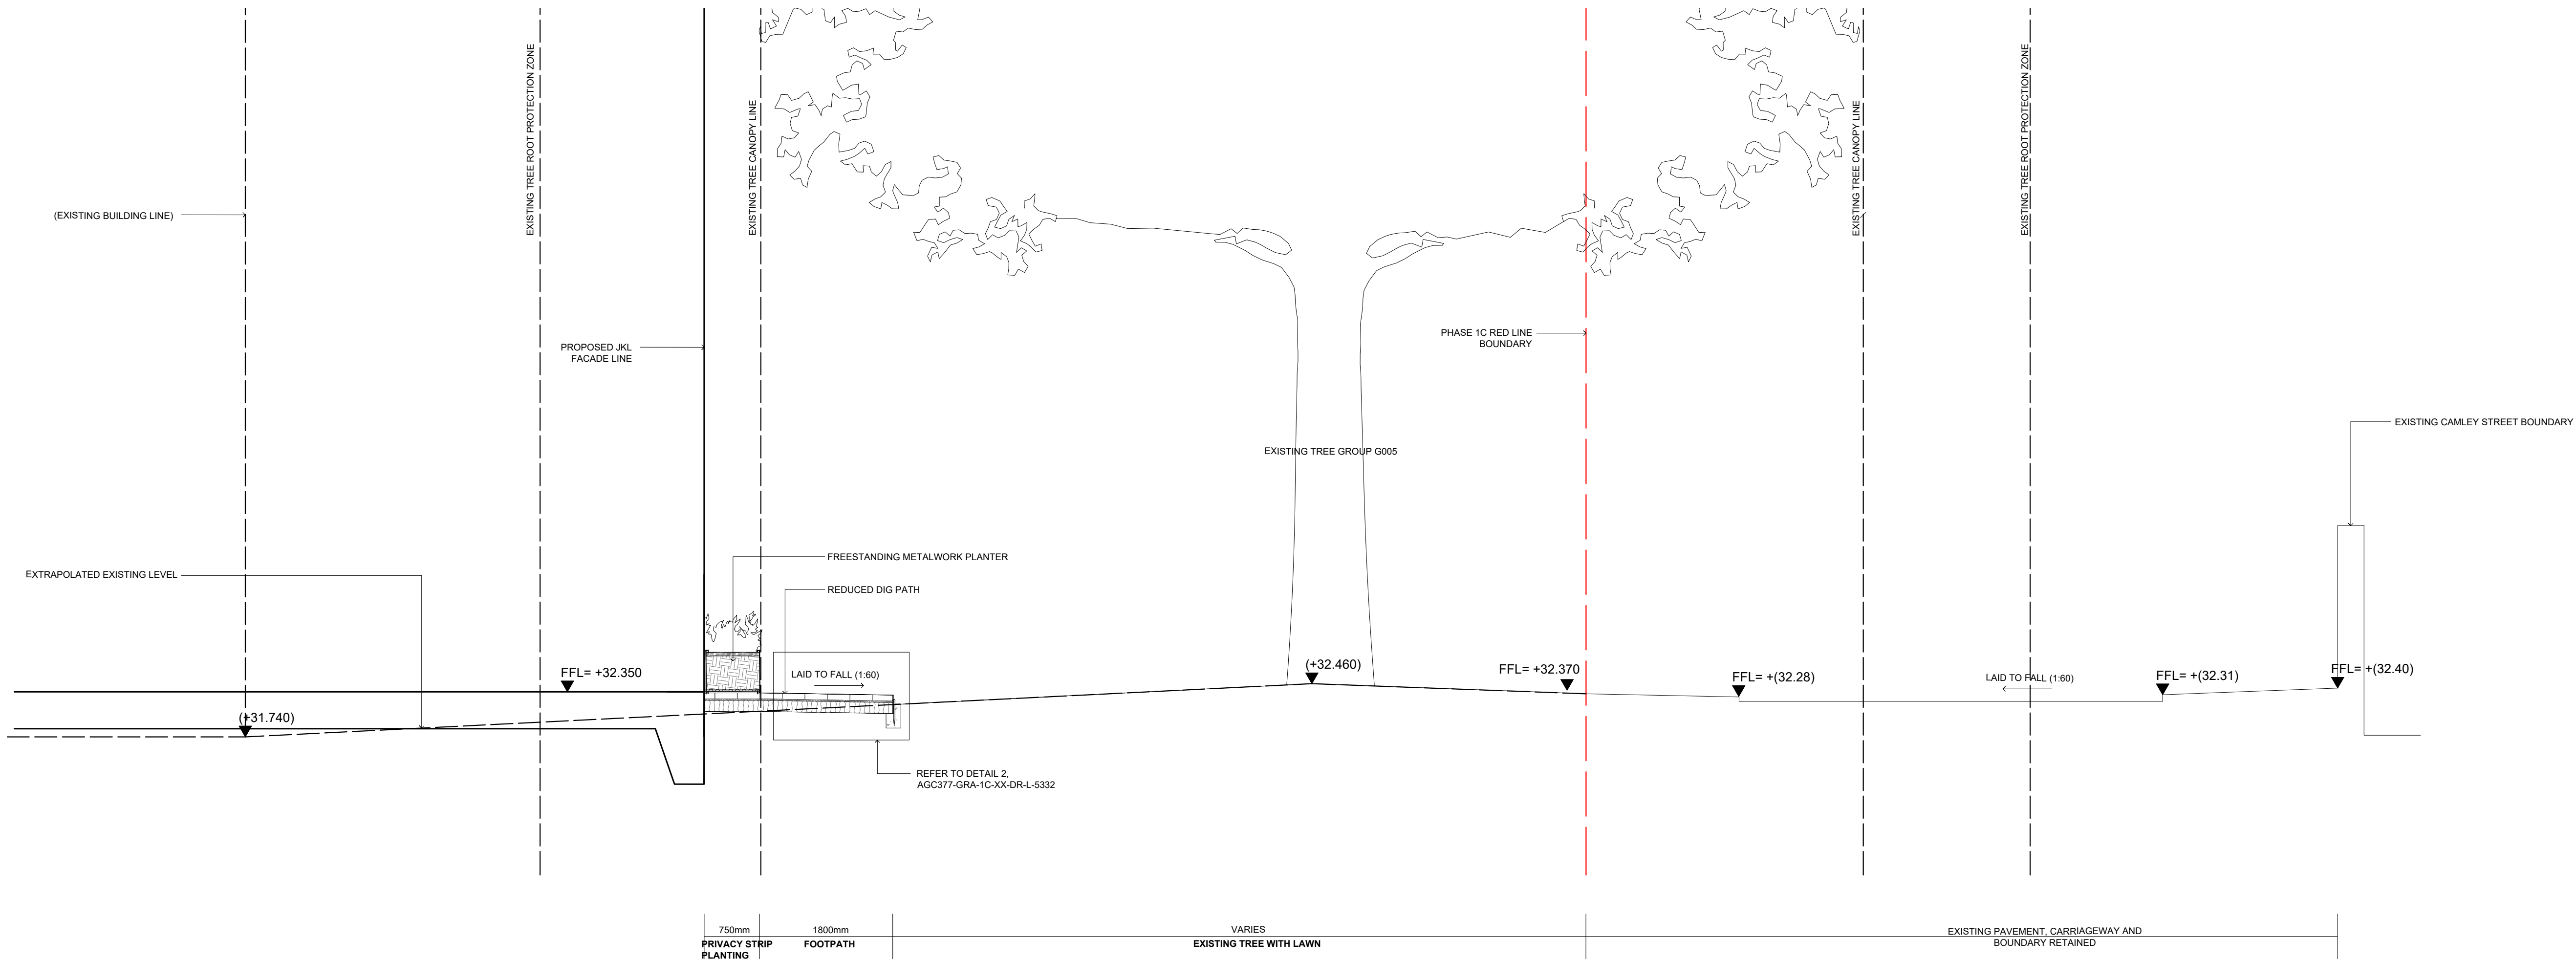 EXISTING TREE ROOT PROTECTION ZONE
EXISTING TREE CANOPY LINE
EXISTING TREE CANOPY LINE
EXISTING TREE ROOT PROTECTION ZONE
(EXISTING BUILDING LINE)
PROPOSED JKL
FACADE LINE
PHASE 1C RED LINE
BOUNDARY
EXISTING CAMLEY STREET BOUNDARY
EXISTING TREE GROUP G005
FREESTANDING METALWORK PLANTER
EXTRAPOLATED EXISTING LEVEL
REDUCED DIG PATH
FFL= +32.350
LAID TO FALL (1:60)
(+32.460)
FFL= +32.370
FFL= +(32.28)
LAID TO FALL (1:60)
FFL= +(32.31)
FFL= +(32.40)
(+31.740)
REFER TO DETAIL 2,
AGC377-GRA-1C-XX-DR-L-5332
750mm
PRIVACY STRIP
PLANTING
1800mm
FOOTPATH
VARIES
EXISTING TREE WITH LAWN
EXISTING PAVEMENT, CARRIAGEWAY AND
BOUNDARY RETAINED